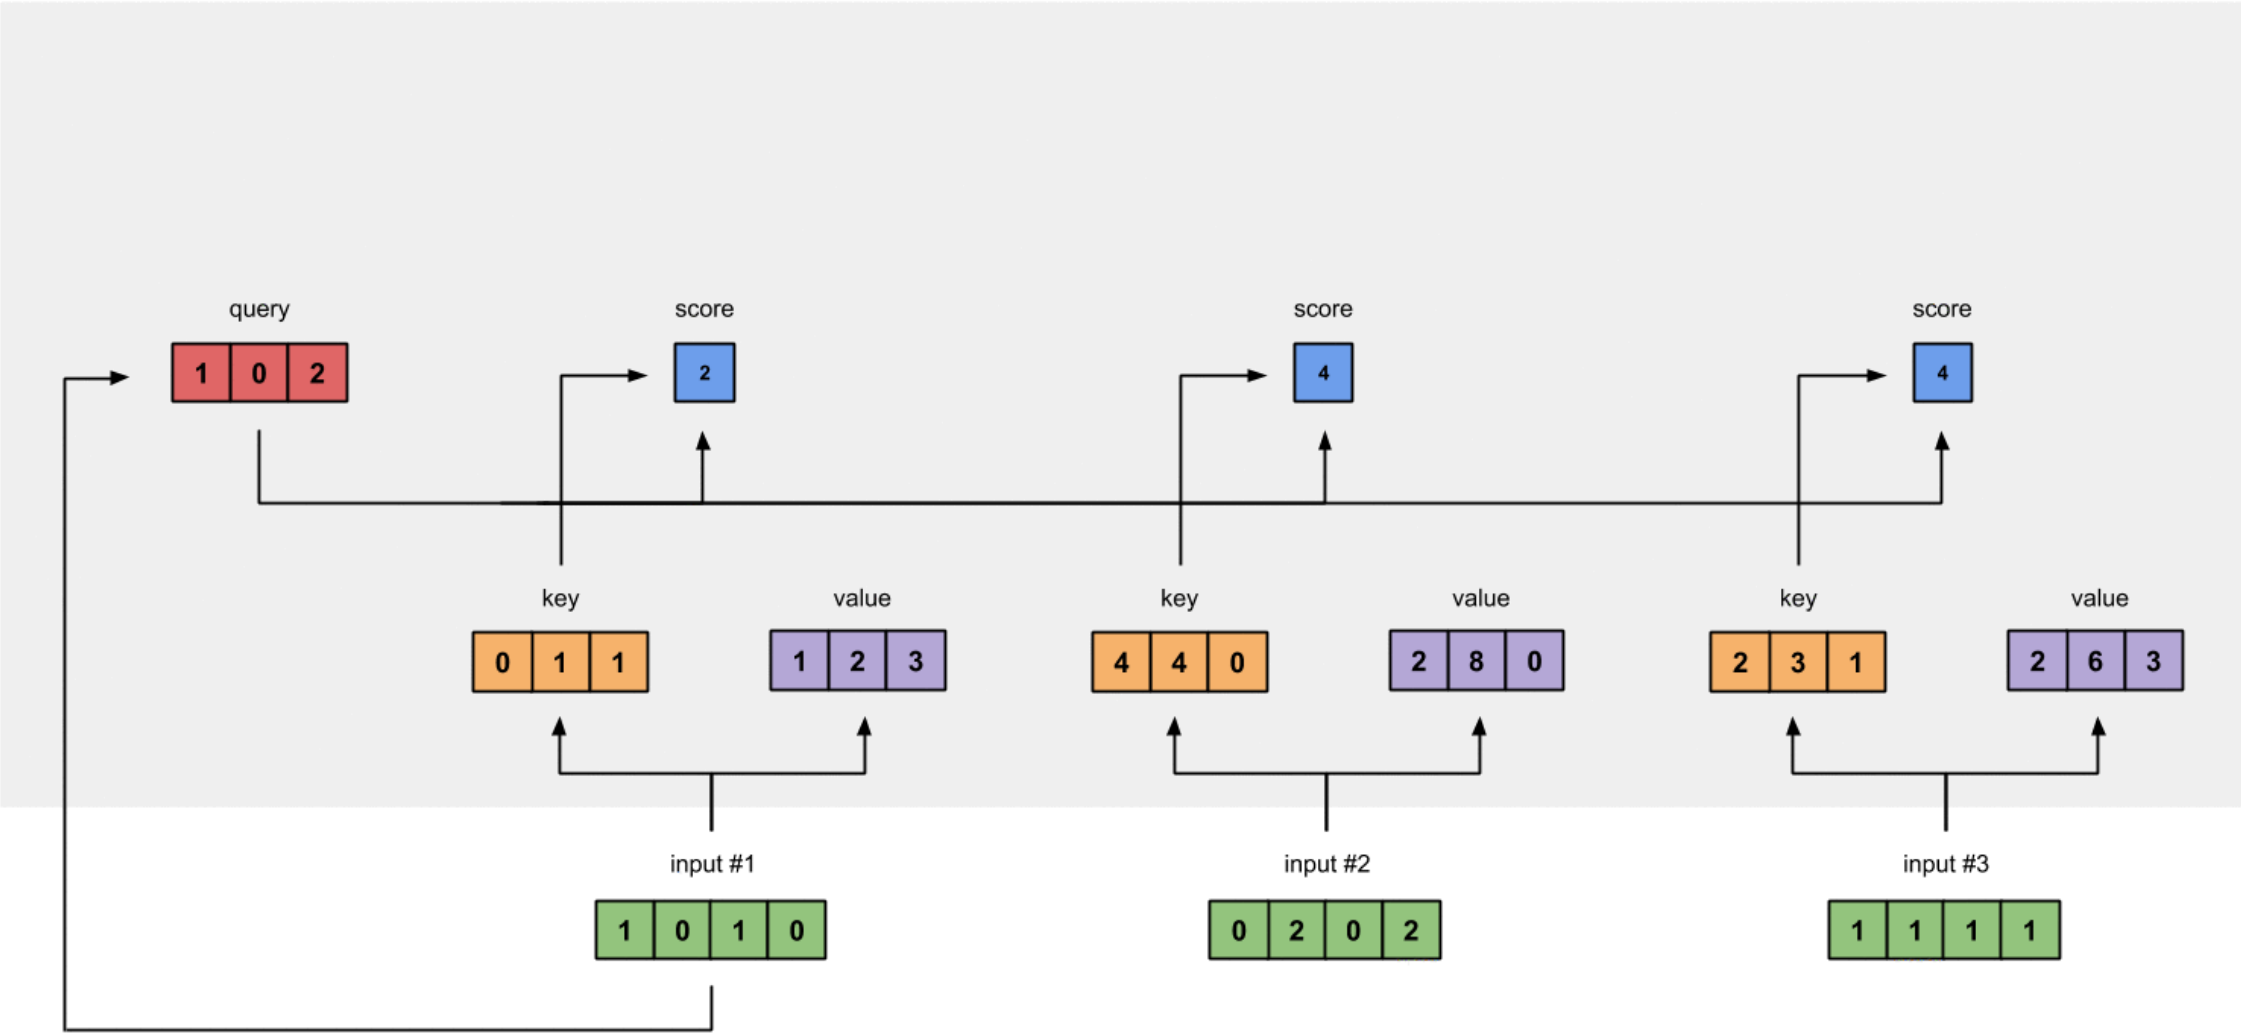 query
score
score
score
1 0 2
2
4
4
key
value
key
value
key
value
0 1 1
1 2 3
4 4 0
2 8 0
2 3 1
2 6 3
input #1
input #2
input #3
1 0 1 0
0 2 0 2
1 1 1 1